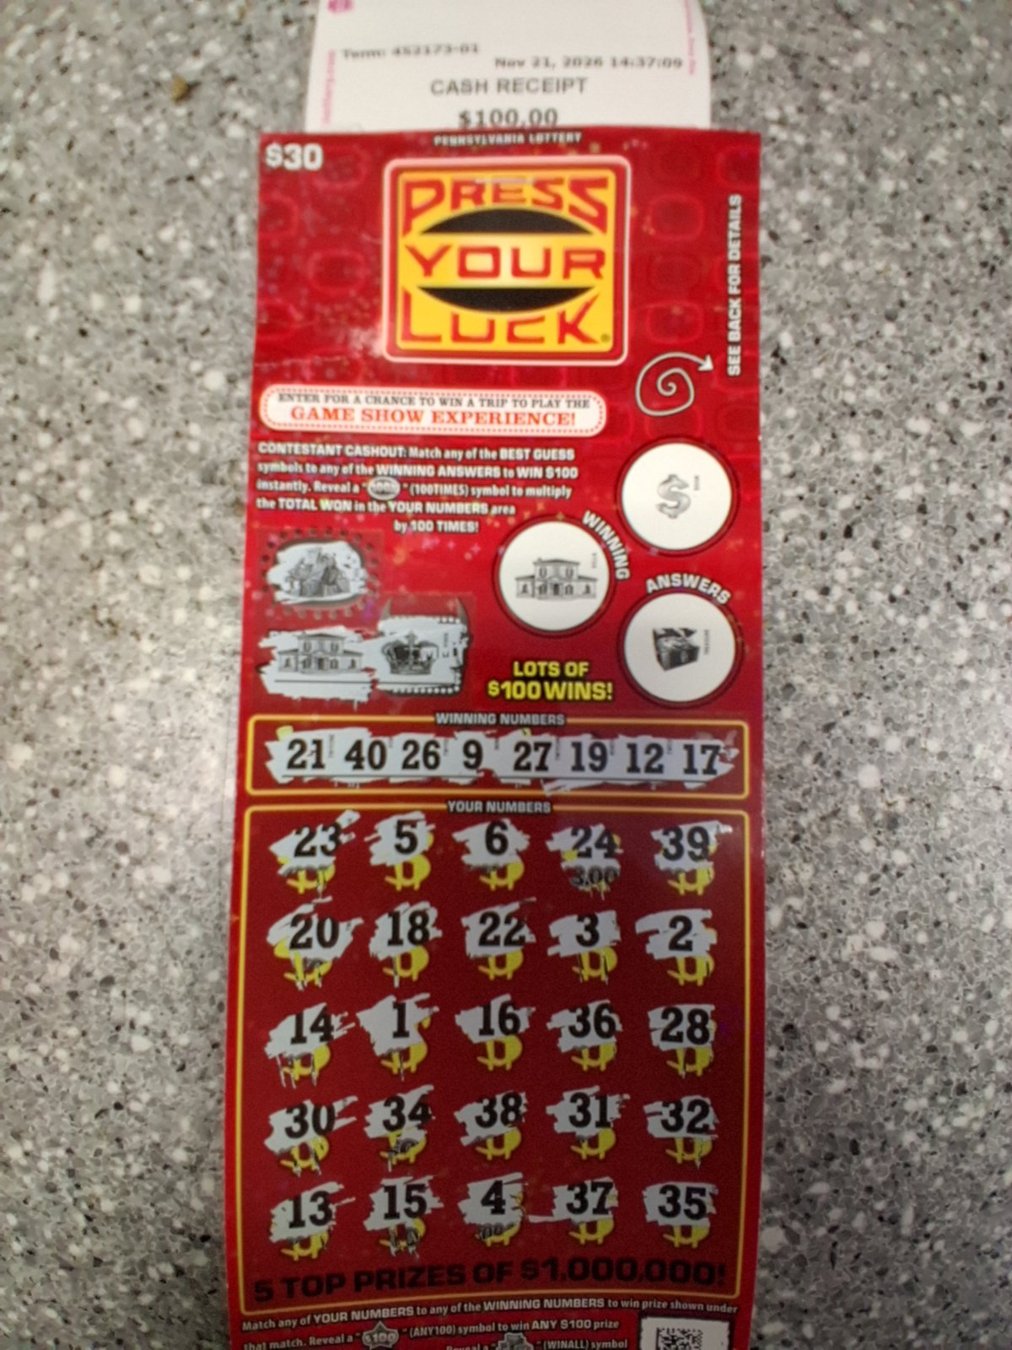 Term: 452173-01
Nov 21, 2026 14:37:09
CASH RECEIPT
$100.00
PENNSYLVANIA LOTTERY
$30
PRESS
YOUR
LUCK®
SEE BACK FOR DETAILS
ENTER FOR A CHANCE TO WIN A TRIP TO PLAY THE
GAME SHOW EXPERIENCE!
CONTESTANT CASHOUT: Match any of the BEST GUESS
symbols to any of the WINNING ANSWERS to WIN $100
instantly. Reveal a " " (100TIMES) symbol to multiply
the TOTAL WON in the YOUR NUMBERS area
by 100 TIMES!
WINNING
ANSWERS
LOTS OF
$100 WINS!
WINNING NUMBERS
21 40 26 9 27 19 12 17
YOUR NUMBERS
23 5 6 24 39
20 18 22 3 2
14 1 16 36 28
30 34 38 31 32
13 15 4 37 35
5 TOP PRIZES OF $1,000,000!
Match any of YOUR NUMBERS to any of the WINNING NUMBERS to win prize shown under
that match. Reveal a "$100" (ANY100) symbol to win ANY $100 prize
Reveal a " " (WINALL) symbol